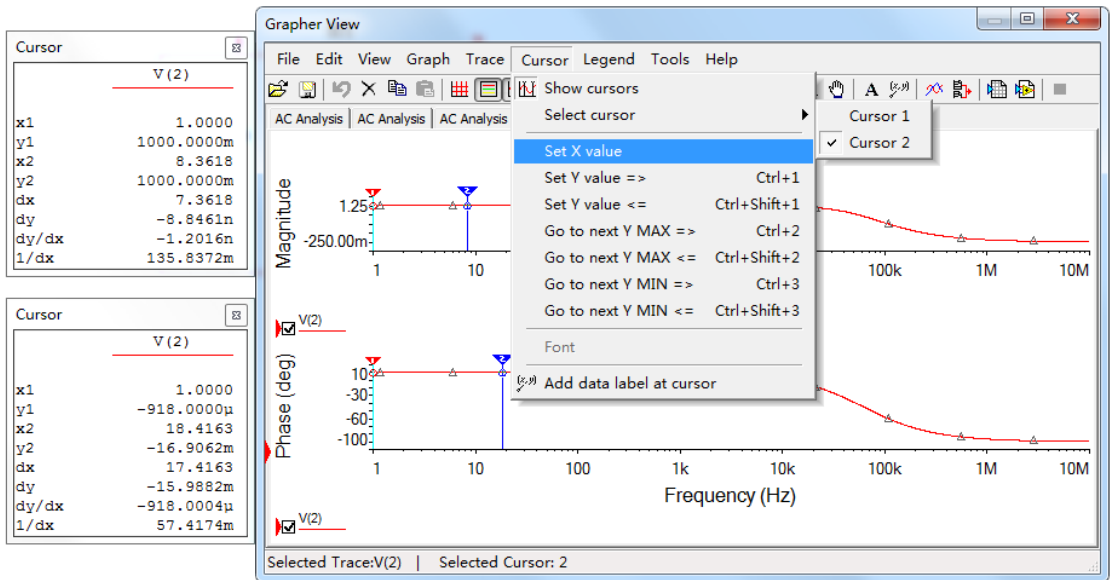 Cursor
V(2)
x1 1.0000
y1 1000.0000m
x2 8.3618
y2 1000.0000m
dx 7.3618
dy -8.8461n
dy/dx -1.2016n
1/dx 135.8372m
Cursor
V(2)
x1 1.0000
y1 -918.0000µ
x2 18.4163
y2 -16.9062m
dx 17.4163
dy -15.9882m
dy/dx -918.0004µ
1/dx 57.4174m
Grapher View
File Edit View Graph Trace Cursor Legend Tools Help
AC Analysis AC Analysis AC Analysis
Show cursors
Select cursor
Cursor 1
Cursor 2
Set X value
Set Y value => Ctrl+1
Set Y value <= Ctrl+Shift+1
Go to next Y MAX => Ctrl+2
Go to next Y MAX <= Ctrl+Shift+2
Go to next Y MIN => Ctrl+3
Go to next Y MIN <= Ctrl+Shift+3
Font
Add data label at cursor
Magnitude
1.25
-250.00m
1 10 100k 1M 10M
V(2)
Phase (deg)
10
-30
-60
-100
1 10 100 1k 10k 100k 1M 10M
Frequency (Hz)
V(2)
Selected Trace:V(2) | Selected Cursor: 2